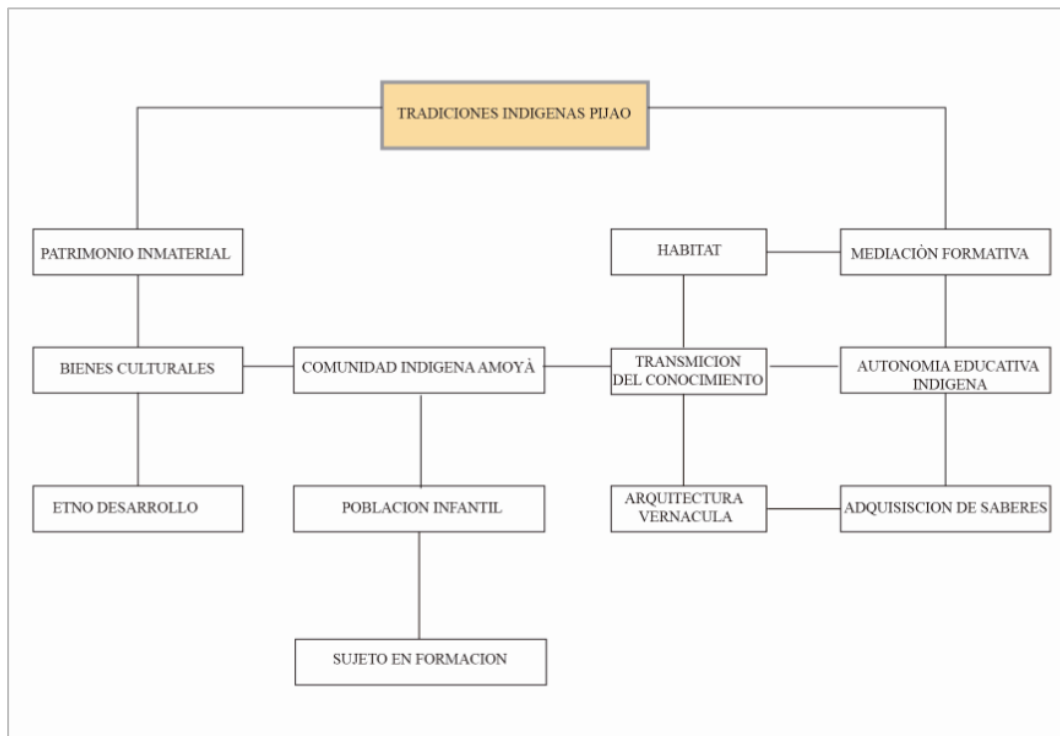 TRADICIONES INDIGENAS PIJAO
PATRIMONIO INMATERIAL
HABITAT
MEDIACIÒN FORMATIVA
BIENES CULTURALES
COMUNIDAD INDIGENA AMOYÀ
TRANSMICION
DEL CONOCIMIENTO
AUTONOMIA EDUCATIVA
INDIGENA
ETNO DESARROLLO
POBLACION INFANTIL
ARQUITECTURA
VERNACULA
ADQUISISCION DE SABERES
SUJETO EN FORMACION